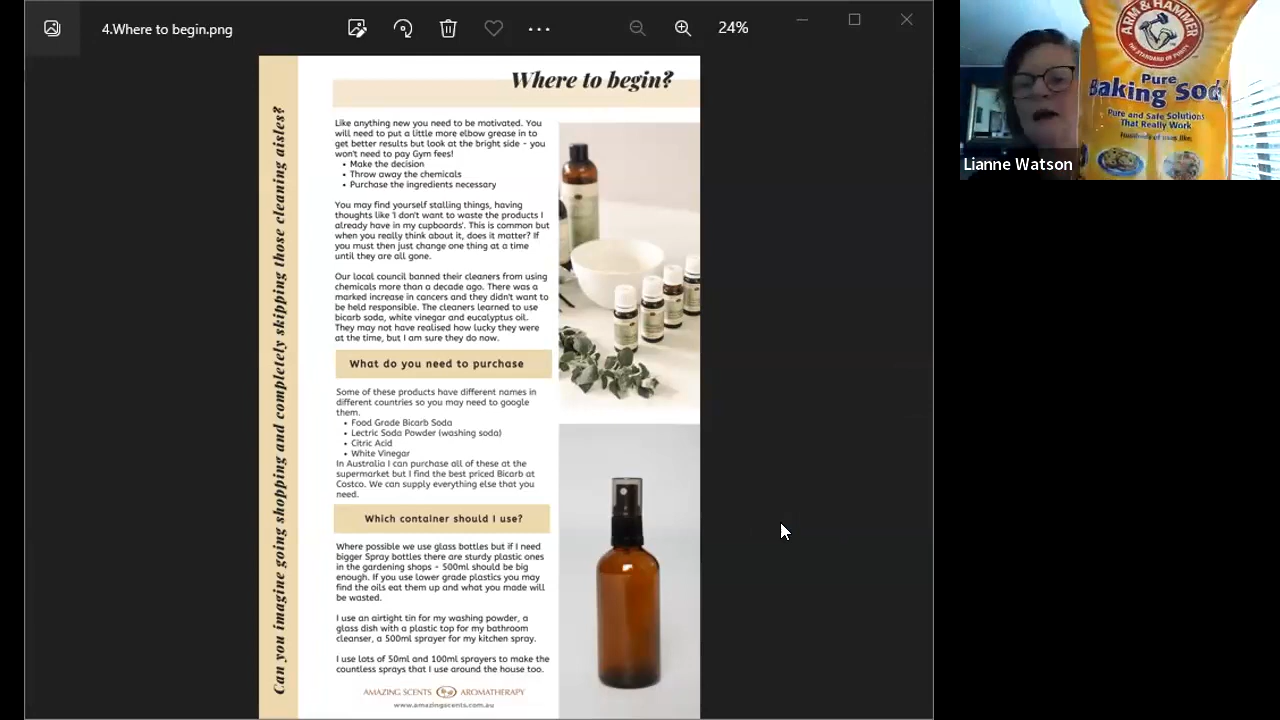 4.Where to begin.png
24%
Can you imagine going shopping and completely skipping those cleaning aisles?
Where to begin?
Like anything new you need to be motivated. You
will need to put a little more elbow grease in to
get better results but look at the bright side - you
won't need to pay Gym fees!
• Make the decision
• Throw away the chemicals
• Purchase the ingredients necessary
You may find yourself stalling things, having
thoughts like 'I don't want to waste the products I
already have in my cupboards'. This is common but
when you really think about it, does it matter? If
you must then just change one thing at a time
until they are all gone.
Our local council banned their cleaners from using
chemicals more than a decade ago. There was a
marked increase in cancers and they didn't want to
be held responsible. The cleaners learned to use
bicarb soda, white vinegar and eucalyptus oil.
They may not have realised how lucky they were
at the time, but I am sure they do now.
What do you need to purchase
Some of these products have different names in
different countries so you may need to google
them.
• Food Grade Bicarb Soda
• Lectric Soda Powder (washing soda)
• Citric Acid
• White Vinegar
In Australia I can purchase all of these at the
supermarket but I find the best priced Bicarb at
Costco. We can supply everything else that you
need.
Which container should I use?
Where possible we use glass bottles but if I need
bigger Spray bottles there are sturdy plastic ones
in the gardening shops - 500ml should be big
enough. If you use lower grade plastics you may
find the oils eat them up and what you made will
be wasted.
I use an airtight tin for my washing powder, a
glass dish with a plastic top for my bathroom
cleanser, a 500ml sprayer for my kitchen spray.
I use lots of 50ml and 100ml sprayers to make the
countless sprays that I use around the house too.
AMAZING SCENTS AROMATHERAPY
www.amazingscents.com.au
ARM & HAMMER
THE STANDARD OF PURITY
Pure
Baking Sod
Pure and Safe Solutions
That Really Work
Hundreds of uses like:
Lianne Watson